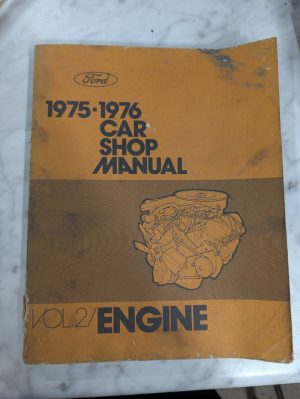 Ford
1975-1976
CAR
SHOP
MANUAL
VOL.2/ENGINE